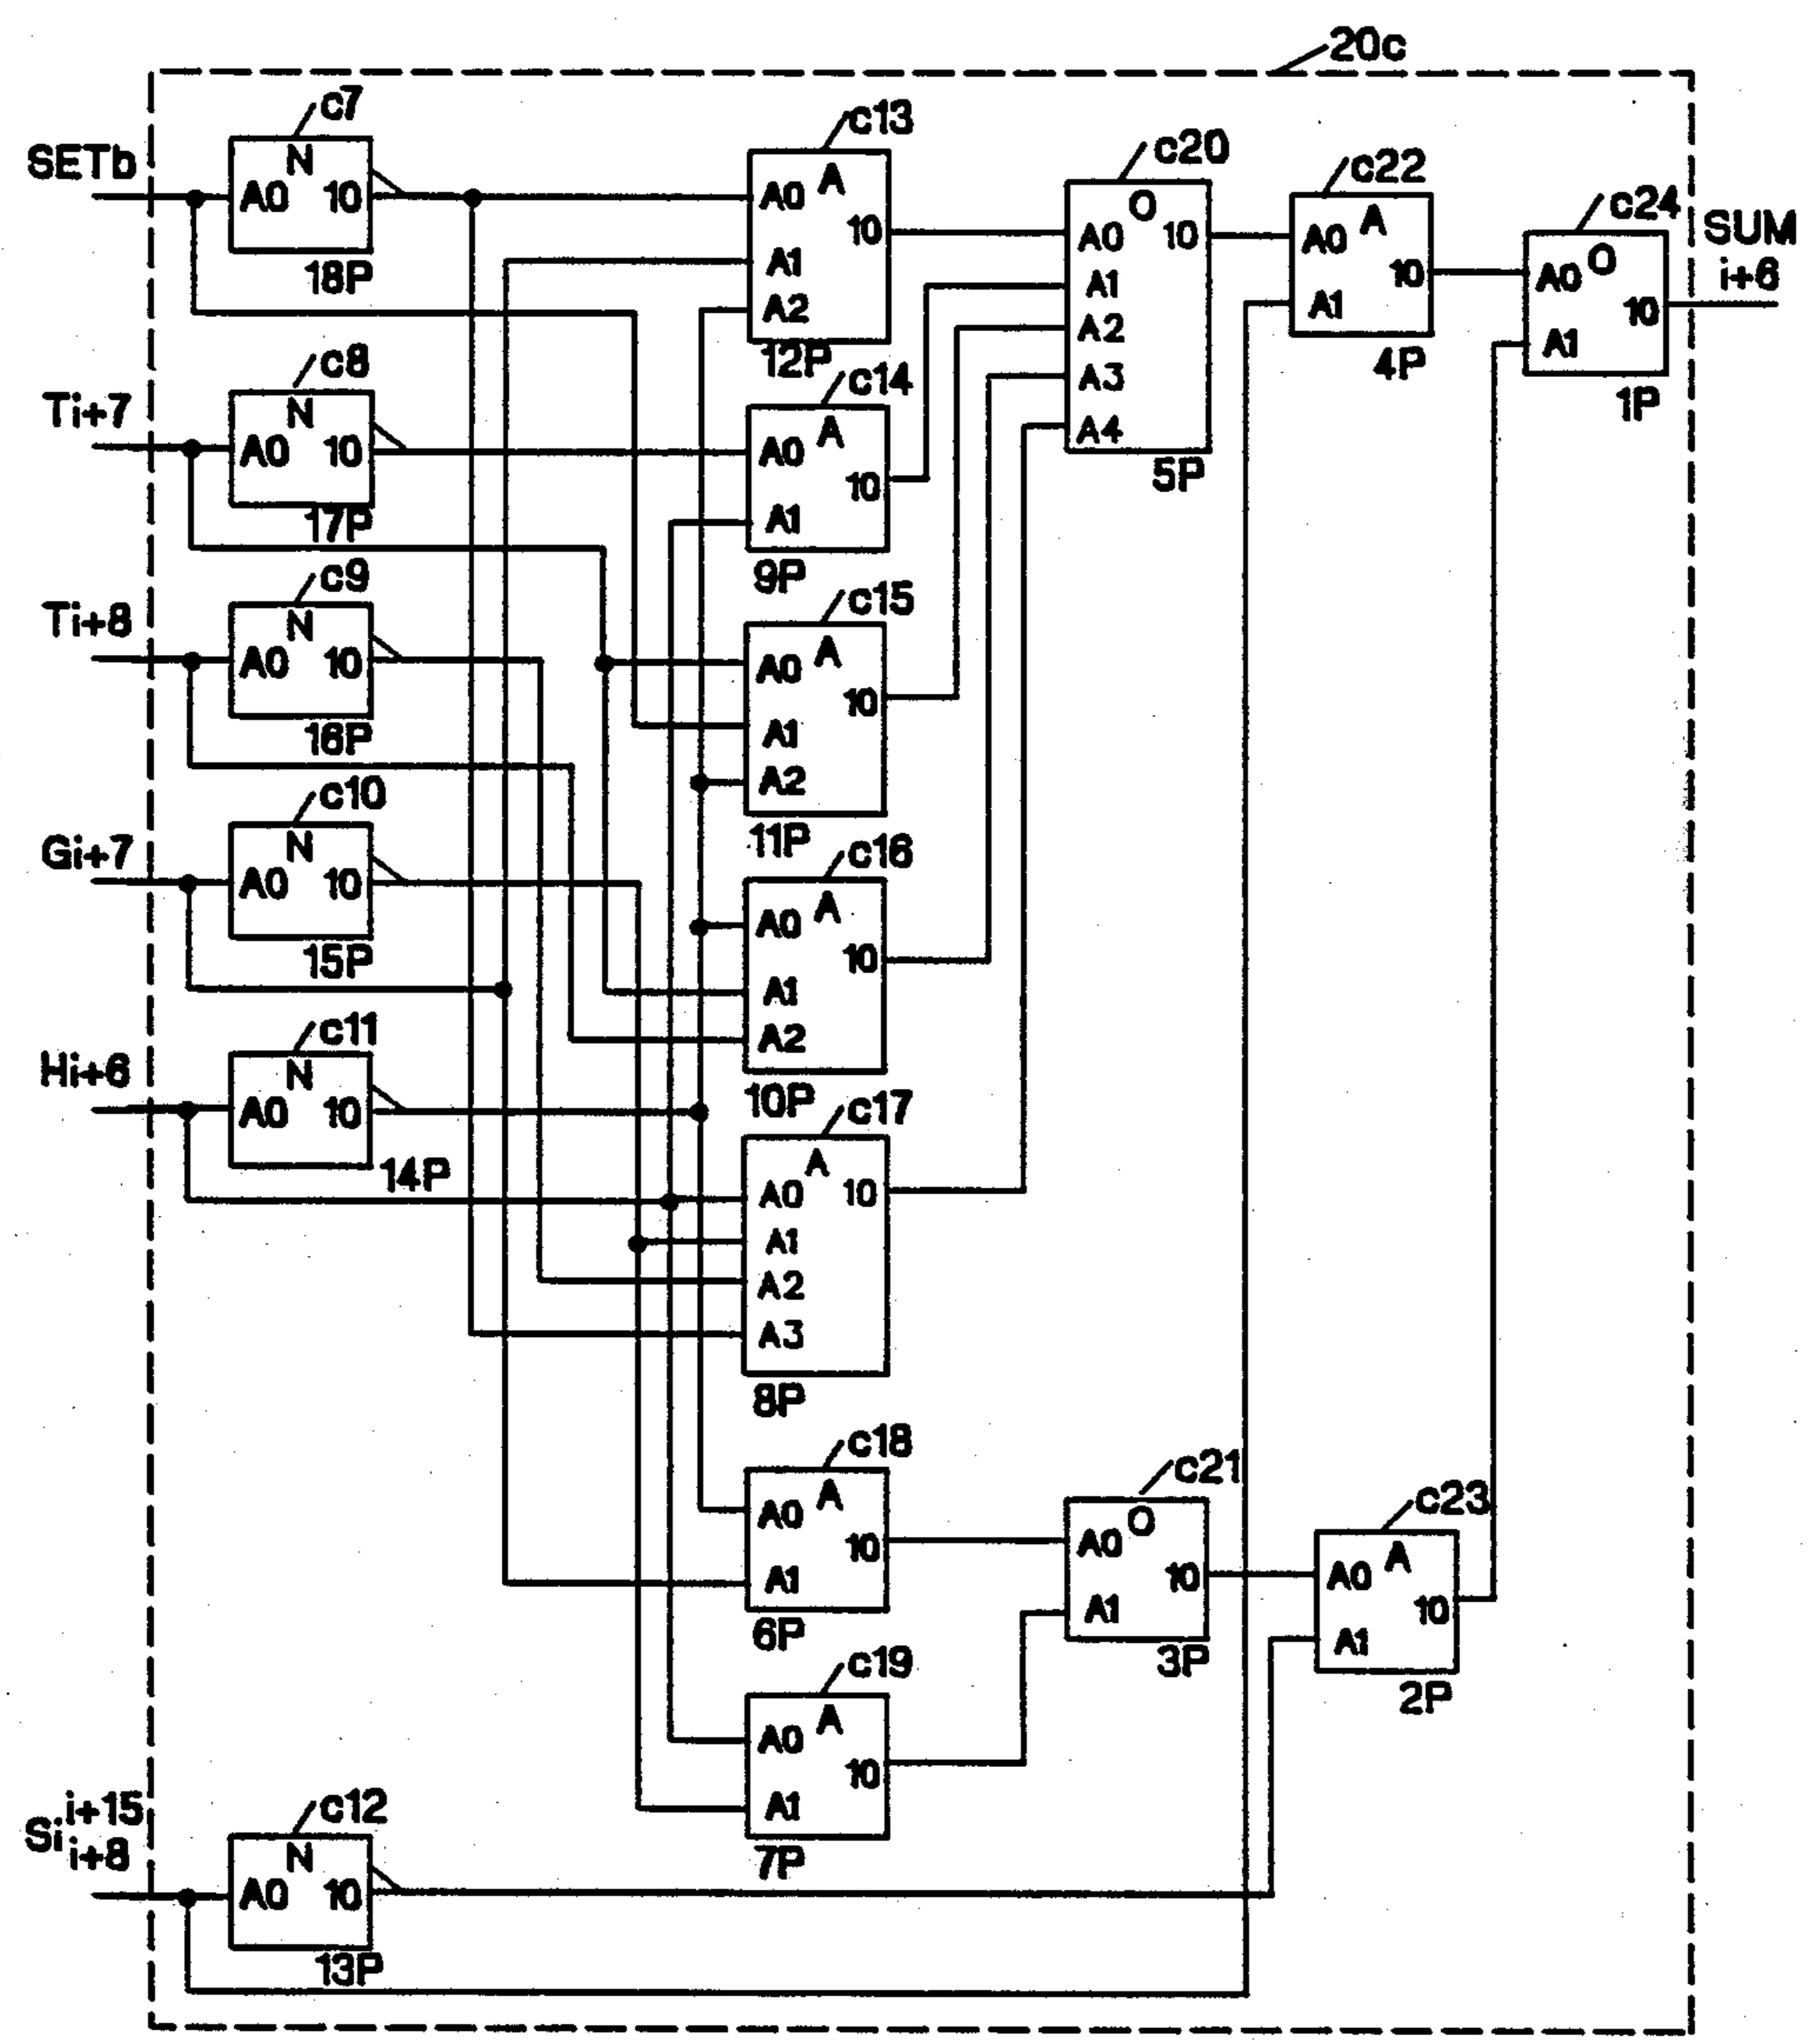 20c
SETb
c7
N
A0 10
18P
Ti+7
c8
N
A0 10
17P
Ti+8
c9
N
A0 10
16P
Gi+7
c10
N
A0 10
15P
Hi+6
c11
N
A0 10
14P
Si i+15
i+8
c12
N
A0 10
13P
c13
A0 A
10
A1
A2
12P
c14
A
A0
10
A1
9P
c15
A0 A
10
A1
A2
11P
c16
A0 A
10
A1
A2
10P
c17
A
A0 10
A1
A2
A3
8P
c18
A0 A
10
A1
6P
c19
A0 A
10
A1
7P
c20
O
A0 10
A1
A2
A3
A4
5P
c21
A0 O
10
A1
3P
c22
A0 A
10
A1
4P
c23
A0 A
10
A1
2P
c24
A0 O
10
A1
1P
SUM
i+6